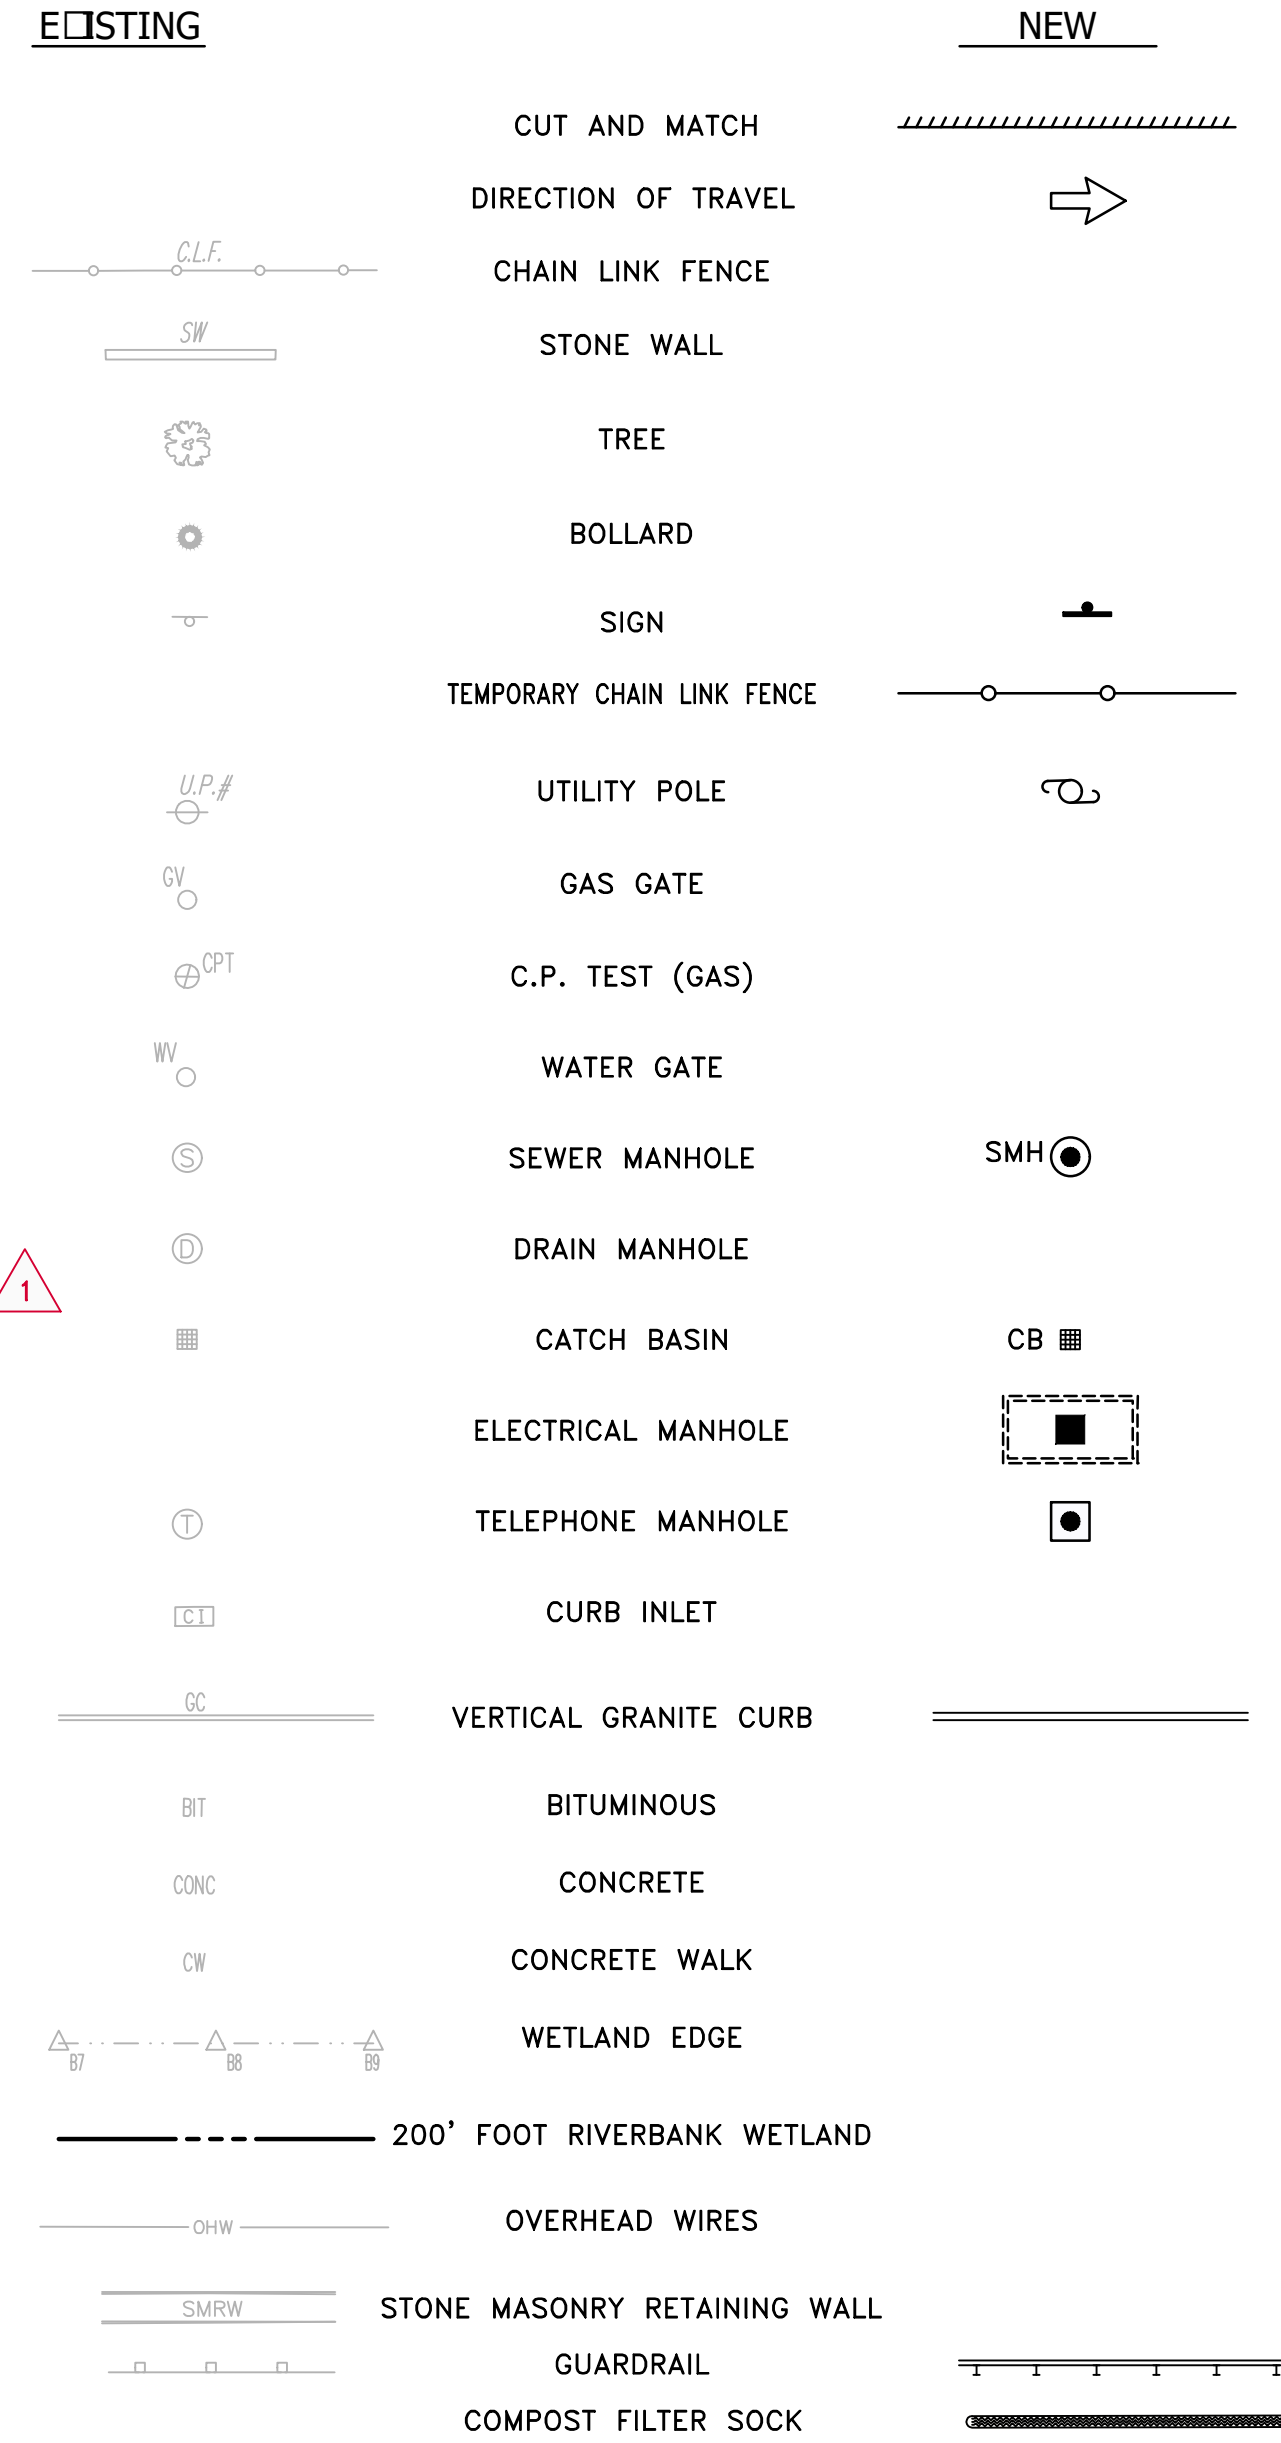 E□ISTING NEW
CUT AND MATCH
DIRECTION OF TRAVEL
C.L.F. CHAIN LINK FENCE
SW STONE WALL
TREE
BOLLARD
SIGN
TEMPORARY CHAIN LINK FENCE
U.P.# UTILITY POLE
GV GAS GATE
CPT C.P. TEST (GAS)
WV WATER GATE
S SEWER MANHOLE SMH
D DRAIN MANHOLE
1
CATCH BASIN CB
ELECTRICAL MANHOLE
T TELEPHONE MANHOLE
CI CURB INLET
GC VERTICAL GRANITE CURB
BIT BITUMINOUS
CONC CONCRETE
CW CONCRETE WALK
WETLAND EDGE
B7 B8 B9
200' FOOT RIVERBANK WETLAND
OHW OVERHEAD WIRES
SMRW STONE MASONRY RETAINING WALL
GUARDRAIL
COMPOST FILTER SOCK